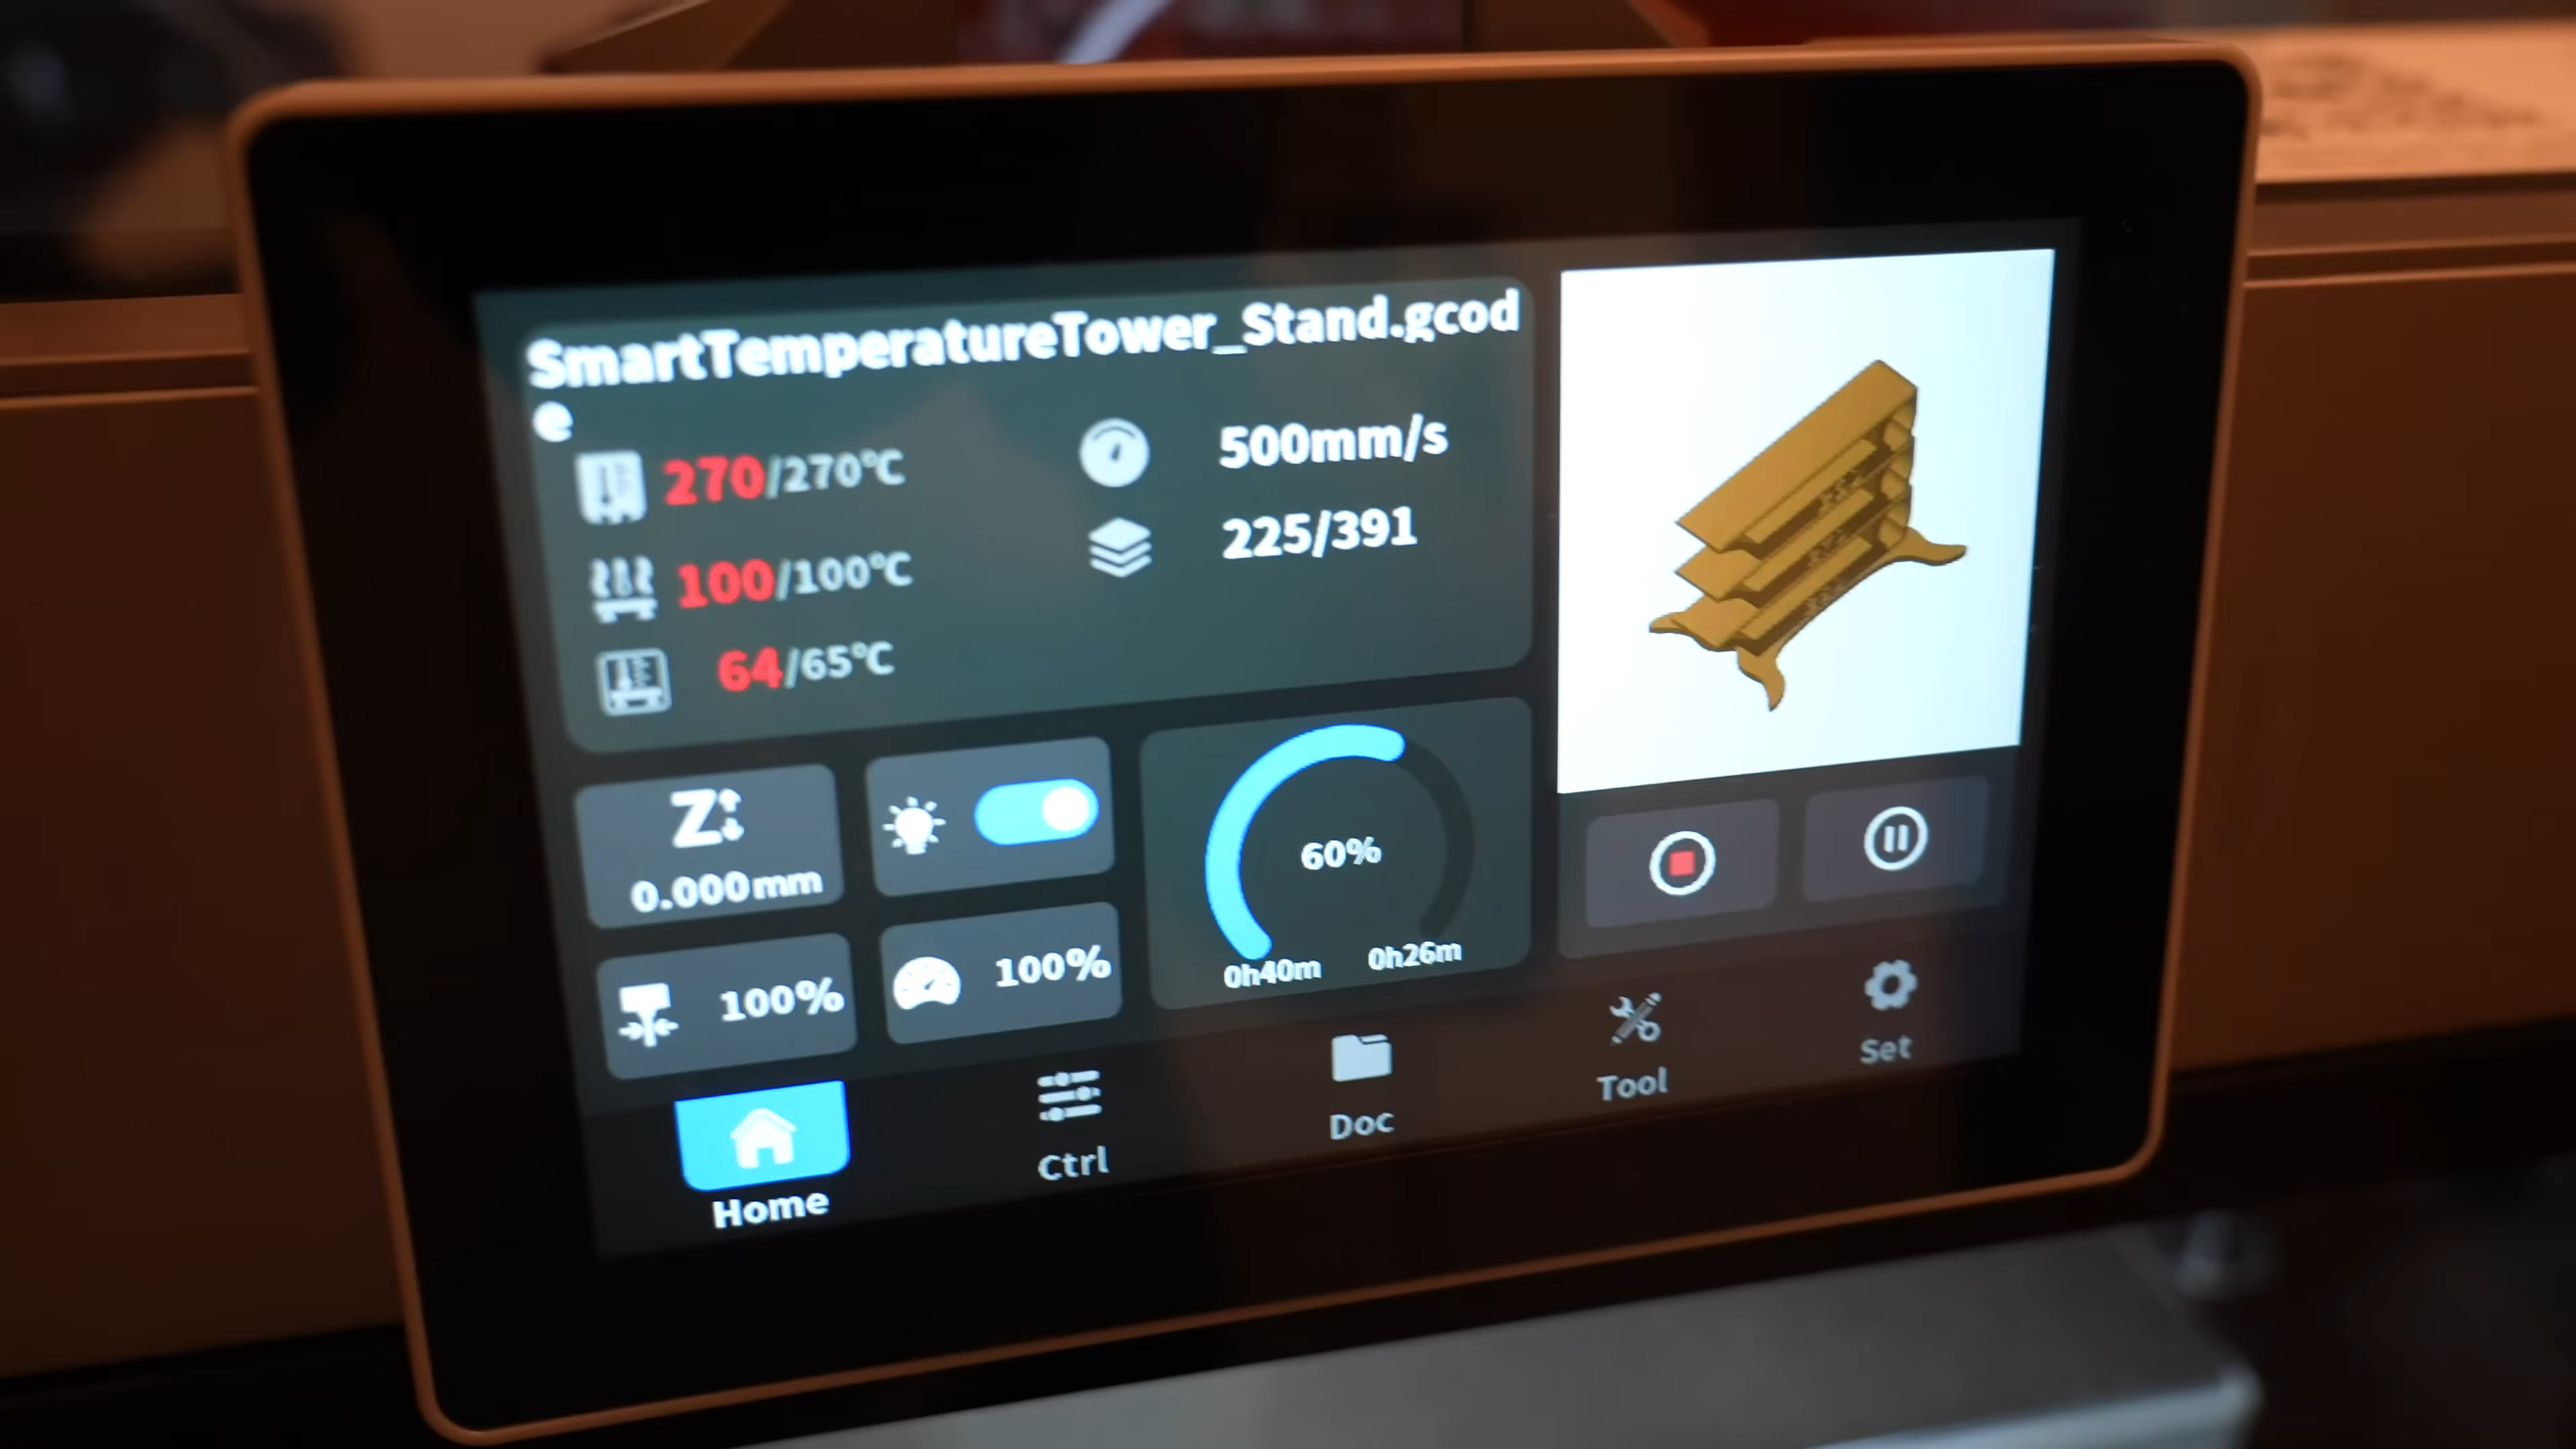 SmartTemperatureTower_Stand.gcod
e
270/270℃
500mm/s
100/100℃
225/391
64/65℃
Z
0.000mm
60%
100%
100%
0h40m
0h26m
Home
Ctrl
Doc
Tool
Set